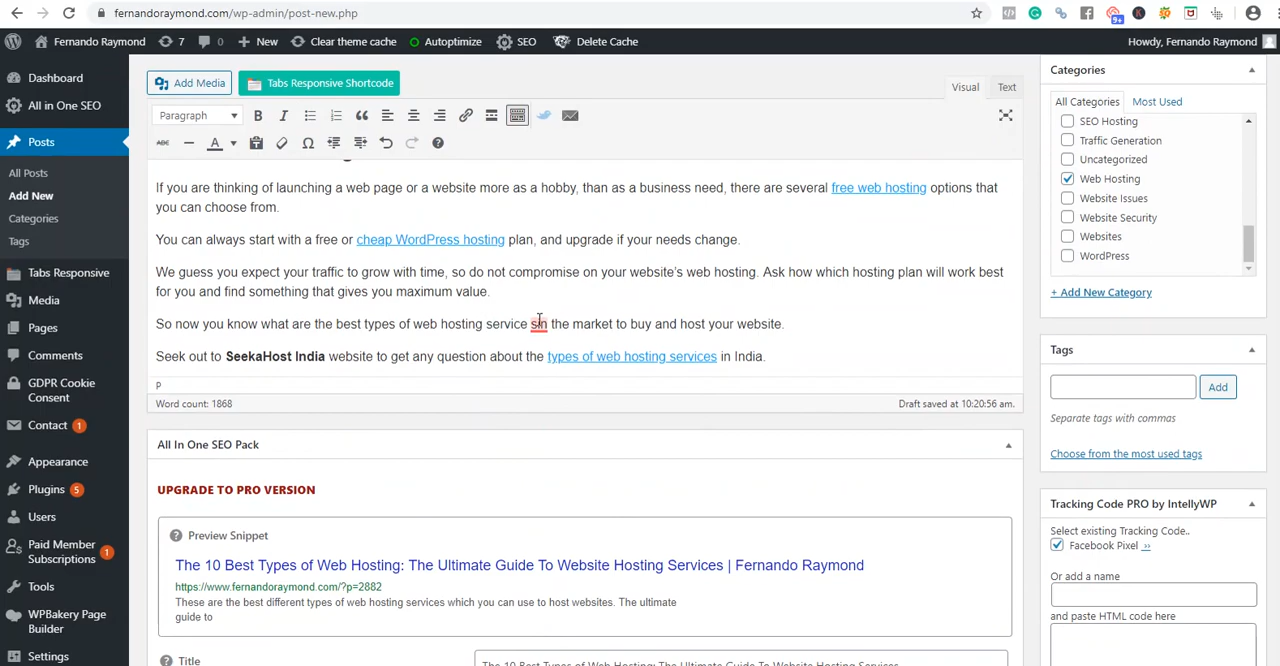 fernandoraymond.com/wp-admin/post-new.php
9+
Fernando Raymond 7 0 New Clear theme cache Autoptimize SEO Delete Cache Howdy, Fernando Raymond
Dashboard
All in One SEO
Posts
All Posts
Add New
Categories
Tags
Tabs Responsive
Media
Pages
Comments
GDPR Cookie
Consent
Contact 1
Appearance
Plugins 5
Users
Paid Member
Subscriptions 1
Tools
WPBakery Page
Builder
Settings
Add Media Tabs Responsive Shortcode
Visual Text
Paragraph B I
ABC A
If you are thinking of launching a web page or a website more as a hobby, than as a business need, there are several free web hosting options that
you can choose from.
You can always start with a free or cheap WordPress hosting plan, and upgrade if your needs change.
We guess you expect your traffic to grow with time, so do not compromise on your website's web hosting. Ask how which hosting plan will work best
for you and find something that gives you maximum value.
So now you know what are the best types of web hosting service sin the market to buy and host your website.
Seek out to SeekaHost India website to get any question about the types of web hosting services in India.
p
Word count: 1868 Draft saved at 10:20:56 am.
All In One SEO Pack
UPGRADE TO PRO VERSION
Preview Snippet
The 10 Best Types of Web Hosting: The Ultimate Guide To Website Hosting Services | Fernando Raymond
https://www.fernandoraymond.com/?p=2882
These are the best different types of web hosting services which you can use to host websites. The ultimate
guide to
Title
The 10 Best Types of Web Hosting: The Ultimate Guide To Website Hosting Services
Categories
All Categories Most Used
SEO Hosting
Traffic Generation
Uncategorized
Web Hosting
Website Issues
Website Security
Websites
WordPress
+ Add New Category
Tags
Add
Separate tags with commas
Choose from the most used tags
Tracking Code PRO by IntellyWP
Select existing Tracking Code..
Facebook Pixel »
Or add a name
and paste HTML code here